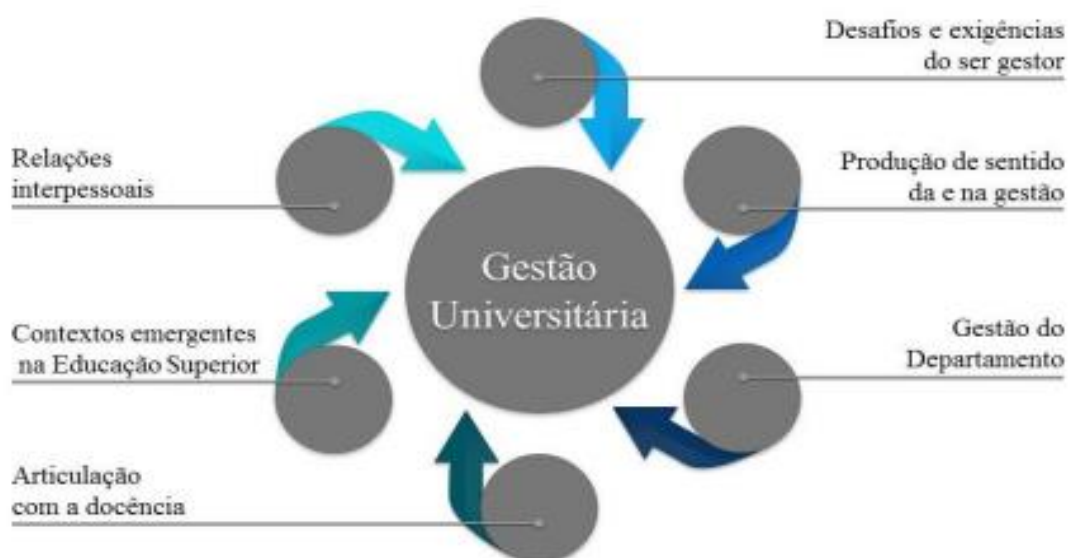 Desafios e exigências
do ser gestor
Relações
interpessoais
Produção de sentido
da e na gestão
Gestão
Universitária
Contextos emergentes
na Educação Superior
Gestão do
Departamento
Articulação
com a docência